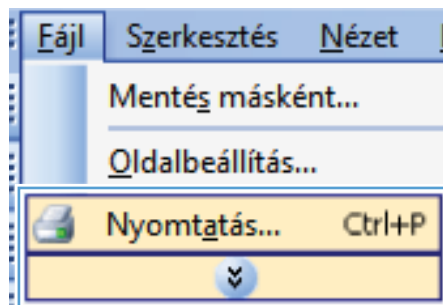 Fájl Szerkesztés Nézet
Mentés másként...
Oldalbeállítás...
Nyomtatás... Ctrl+P